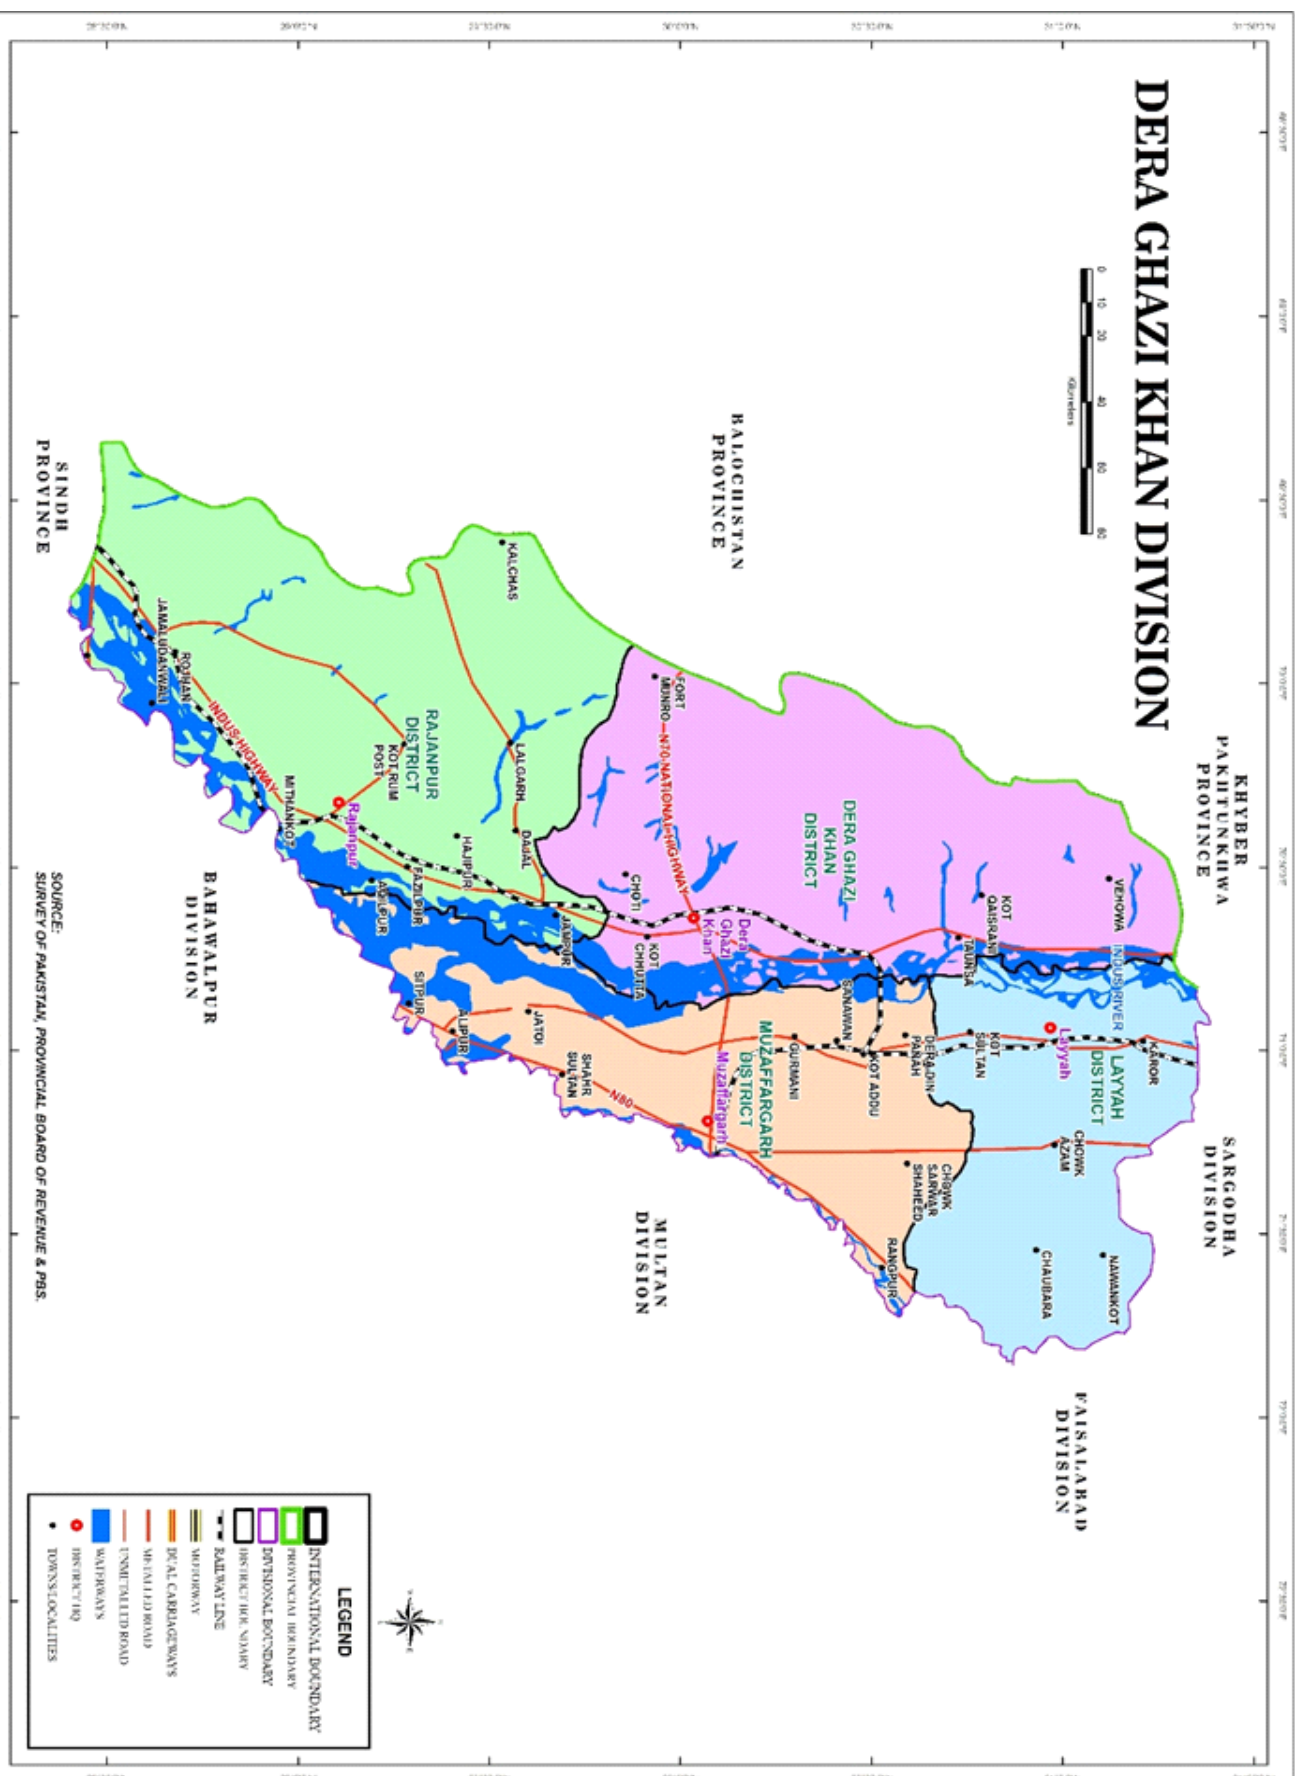 DERA GHAZI KHAN DIVISION
0 10 20 40 60 80
Kilometers
KHYBER
PAKHTUNKHWA
PROVINCE
SARGODHA
DIVISION
FAISALABAD
DIVISION
BALOCHISTAN
PROVINCE
MULTAN
DIVISION
BAHAWALPUR
DIVISION
SINDH
PROVINCE
VEHOWA
INDUS RIVER
KAROR
LAYYAH
DISTRICT
NAWANKOT
Layyah
CHOWK
AZAM
CHAUBARA
KOT
QAISRANI
TAUNSA
KOT
SULTAN
DERA DIN
PANAH
CHOWK
SARWAR
SHAHEED
RANGPUR
DERA GHAZI
KHAN
DISTRICT
SANAWAN
KOT ADDU
GURMANI
MUZAFFARGARH
DISTRICT
Muzaffargarh
Dera
Ghazi
Khan
FORT
MUNRO
N70-NATIONAL-HIGHWAY
CHOTI
KOT
CHHUTTA
N80
SHAHR
SULTAN
JATOI
ALIPUR
SITPUR
KALCHAS
LALGARH
DAJAL
JAMPUR
HAJIPUR
FAZILPUR
AQILPUR
RAJANPUR
DISTRICT
KOT RUM
POST
Rajanpur
MITHANKOT
INDUS-HIGHWAY
ROJHAN
JAMALUDANWALI
LEGEND
INTERNATIONAL BOUNDARY
PROVINCIAL BOUNDARY
DIVISIONAL BOUNDARY
DISTRICT BOUNDARY
RAILWAY LINE
MOTORWAY
DUAL CARRIAGEWAYS
METALLED ROAD
UNMETALLED ROAD
WATERWAYS
DISTRICT HQ
TOWNS/LOCALITIES
SOURCE:
SURVEY OF PAKISTAN, PROVINCIAL BOARD OF REVENUE & PBS.